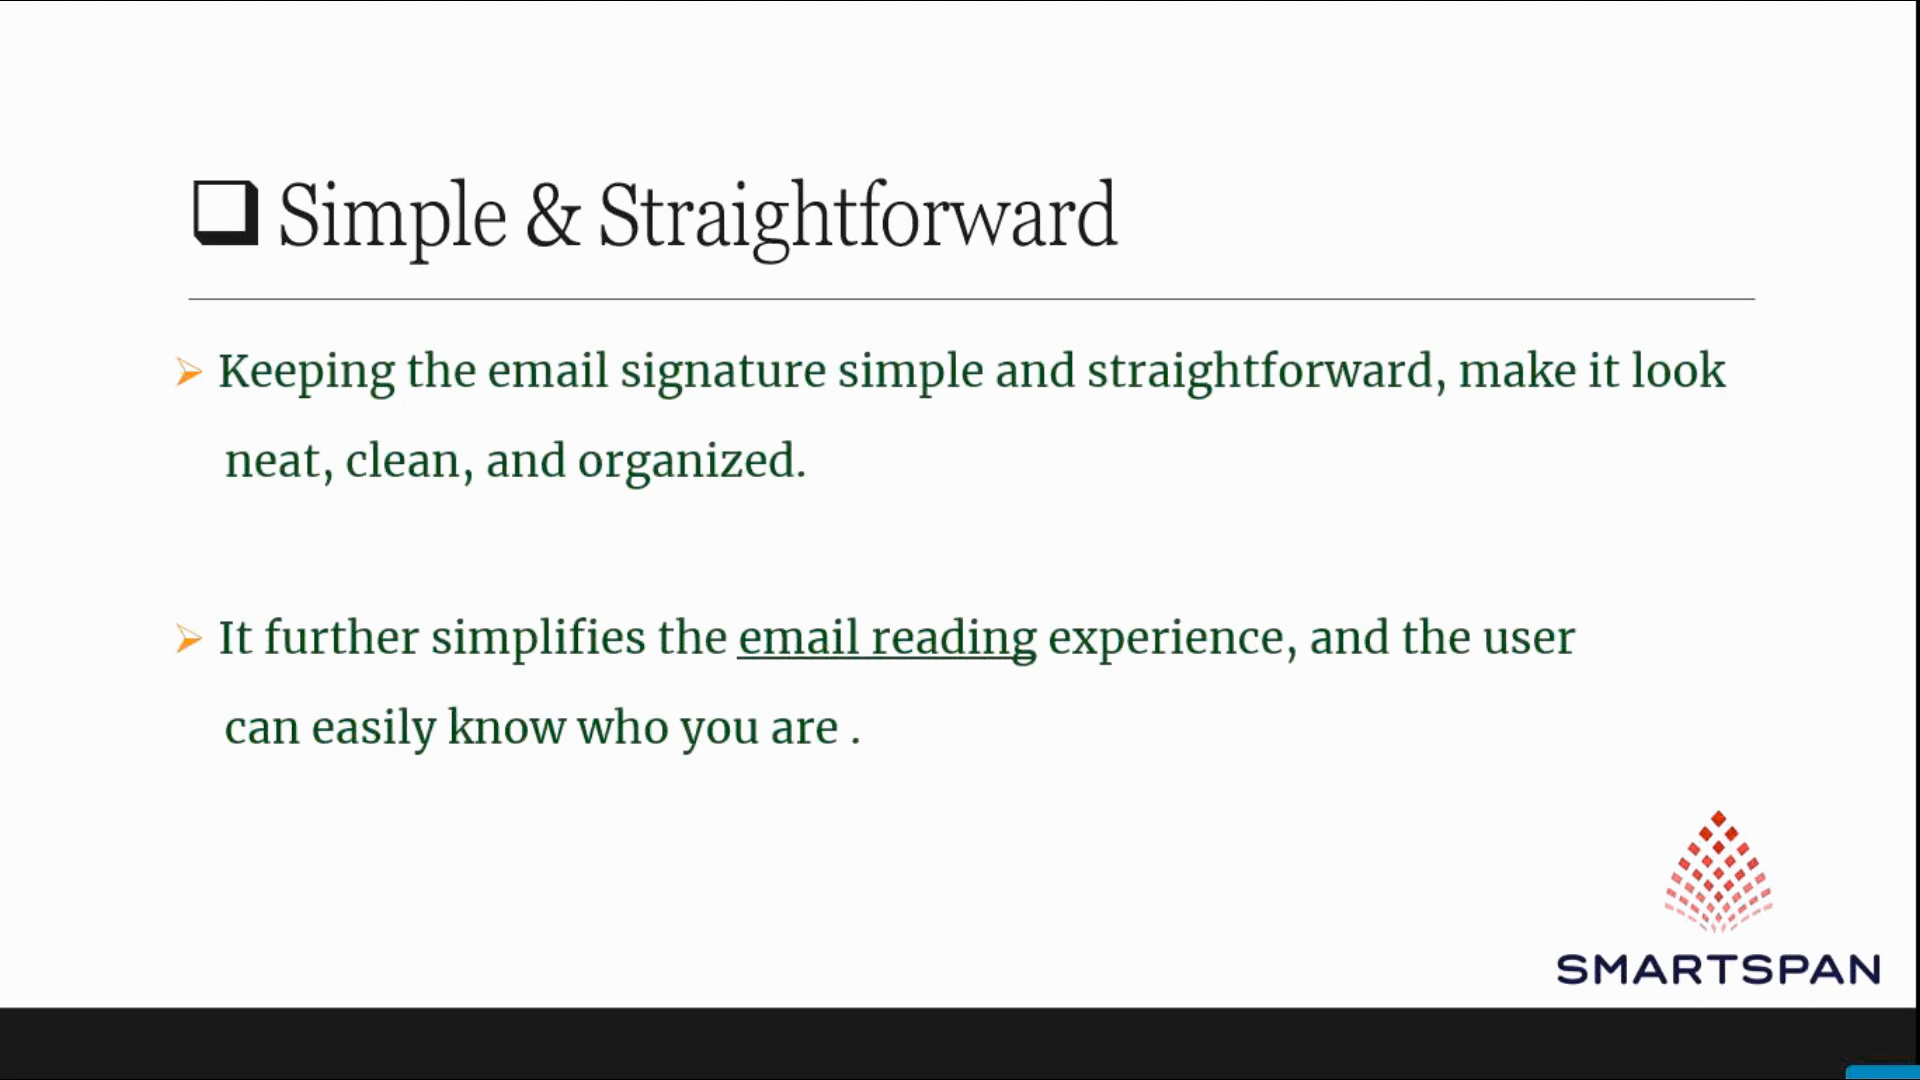 ❑ Simple & Straightforward
➢ Keeping the email signature simple and straightforward, make it look
neat, clean, and organized.
➢ It further simplifies the email reading experience, and the user
can easily know who you are .
SMARTSPAN